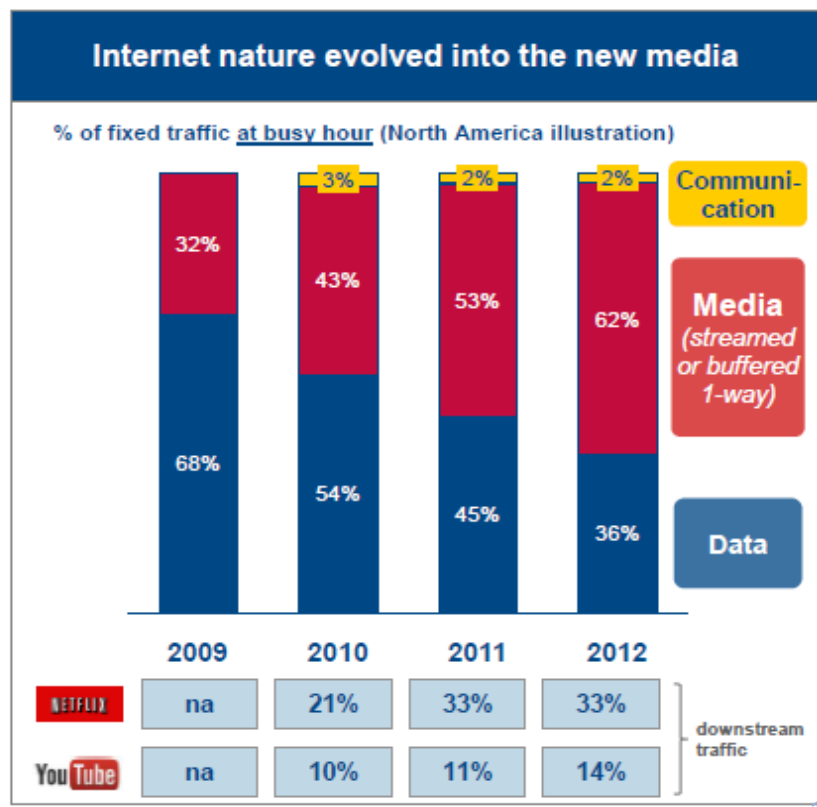 Internet nature evolved into the new media
% of fixed traffic at busy hour (North America illustration)
3% 2% 2%
Communi-
cation
32% 43% 53% 62%
Media
(streamed
or buffered
1-way)
68% 54% 45% 36%
Data
2009 2010 2011 2012
NETFLIX na 21% 33% 33%
downstream
traffic
YouTube na 10% 11% 14%